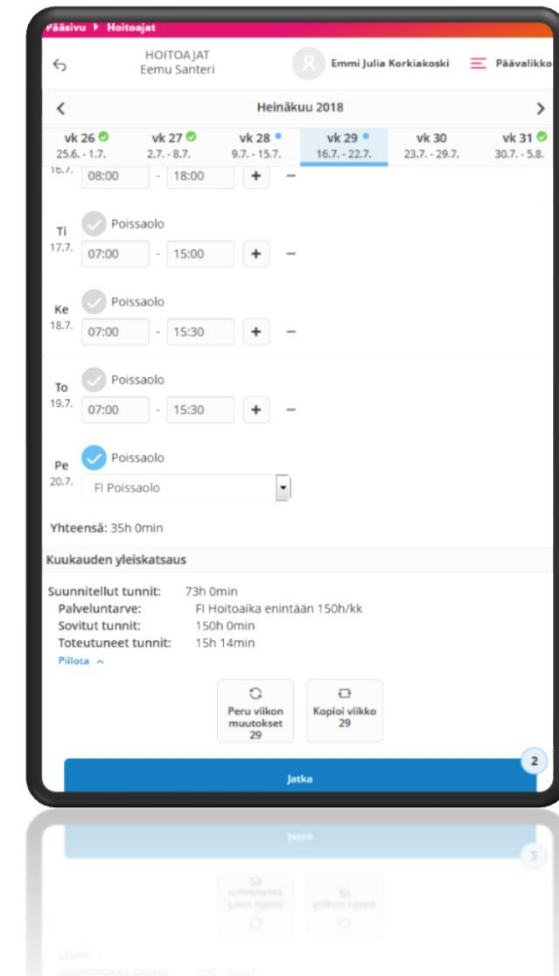 Pääsivu Hoitoajat
HOITOAJAT
Eemu Santeri
Emmi Julia Korkiakoski
Päävalikko
Heinäkuu 2018
vk 26 vk 27 vk 28 vk 29 vk 30 vk 31
25.6. - 1.7. 2.7. - 8.7. 9.7. - 15.7. 16.7. - 22.7. 23.7. - 29.7. 30.7. - 5.8.
16.7. 08:00 - 18:00 + −
Poissaolo
Ti
17.7. 07:00 - 15:00 + −
Poissaolo
Ke
18.7. 07:00 - 15:30 + −
Poissaolo
To
19.7. 07:00 - 15:30 + −
Poissaolo
Pe
20.7. FI Poissaolo
Yhteensä: 35h 0min
Kuukauden yleiskatsaus
Suunnitellut tunnit: 73h 0min
Palveluntarve: FI Hoitoaika enintään 150h/kk
Sovitut tunnit: 150h 0min
Toteutuneet tunnit: 15h 14min
Piilota
Peru viikon
muutokset
29
Kopioi viikko
29
2
Jatka